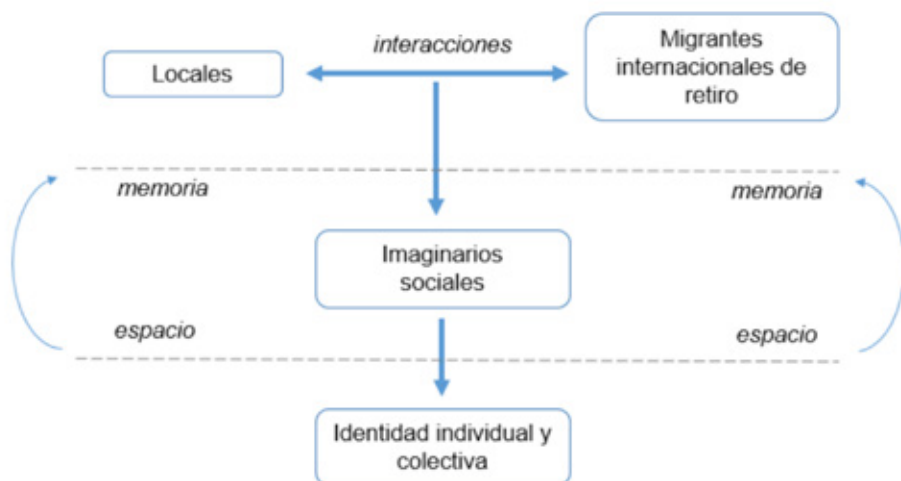 interacciones
Locales
Migrantes
internacionales de
retiro
memoria
memoria
Imaginarios
sociales
espacio
espacio
Identidad individual y
colectiva